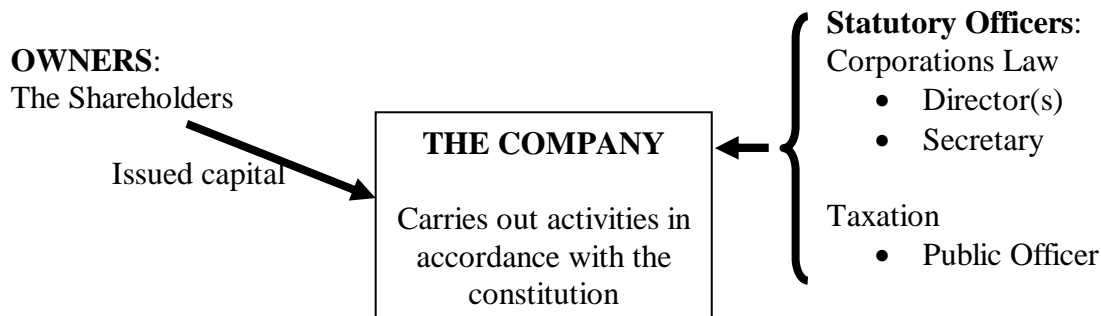 OWNERS:
The Shareholders
Issued capital
THE COMPANY
Carries out activities in
accordance with the
constitution
Statutory Officers:
Corporations Law
• Director(s)
• Secretary
Taxation
• Public Officer